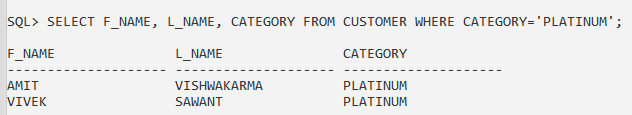 SQL> SELECT F_NAME, L_NAME, CATEGORY FROM CUSTOMER WHERE CATEGORY='PLATINUM';
F_NAME L_NAME CATEGORY
-------------------- -------------------- --------------------
AMIT VISHWAKARMA PLATINUM
VIVEK SAWANT PLATINUM